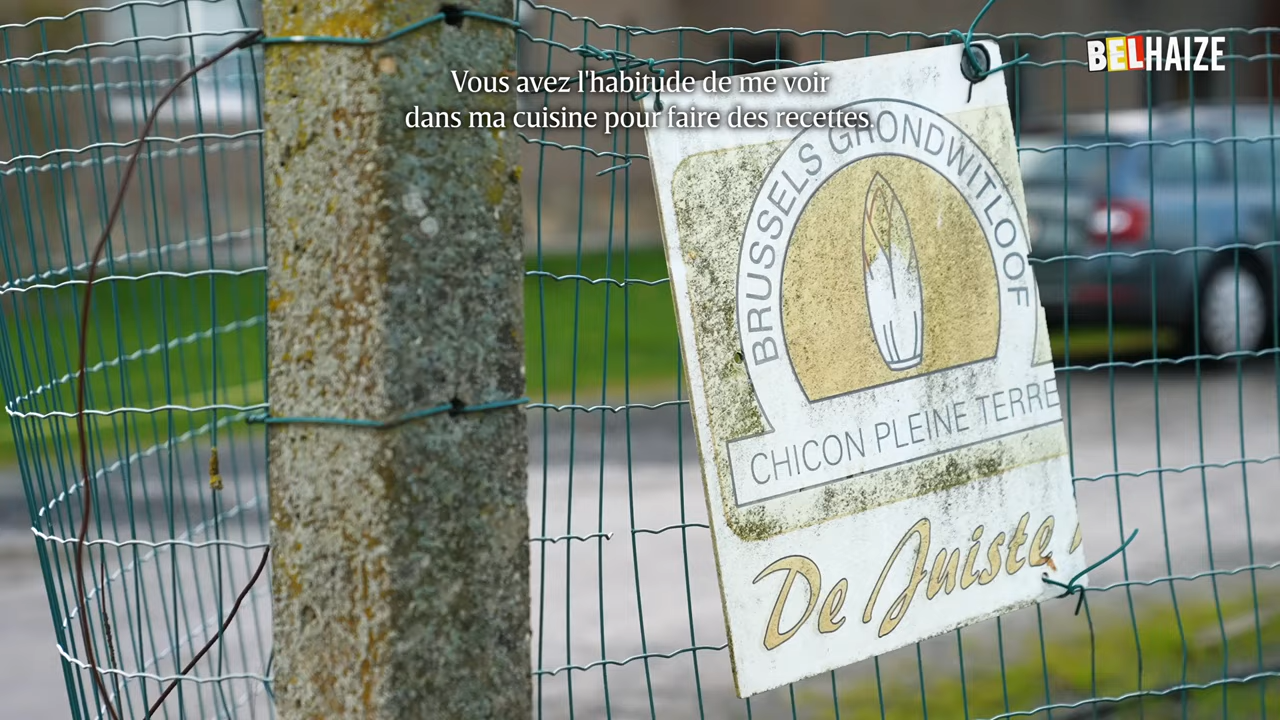 BELHAIZE
Vous avez l'habitude de me voir
dans ma cuisine pour faire des recettes
BRUSSELS GRONDWITLOOF
CHICON PLEINE TERRE
De Juiste